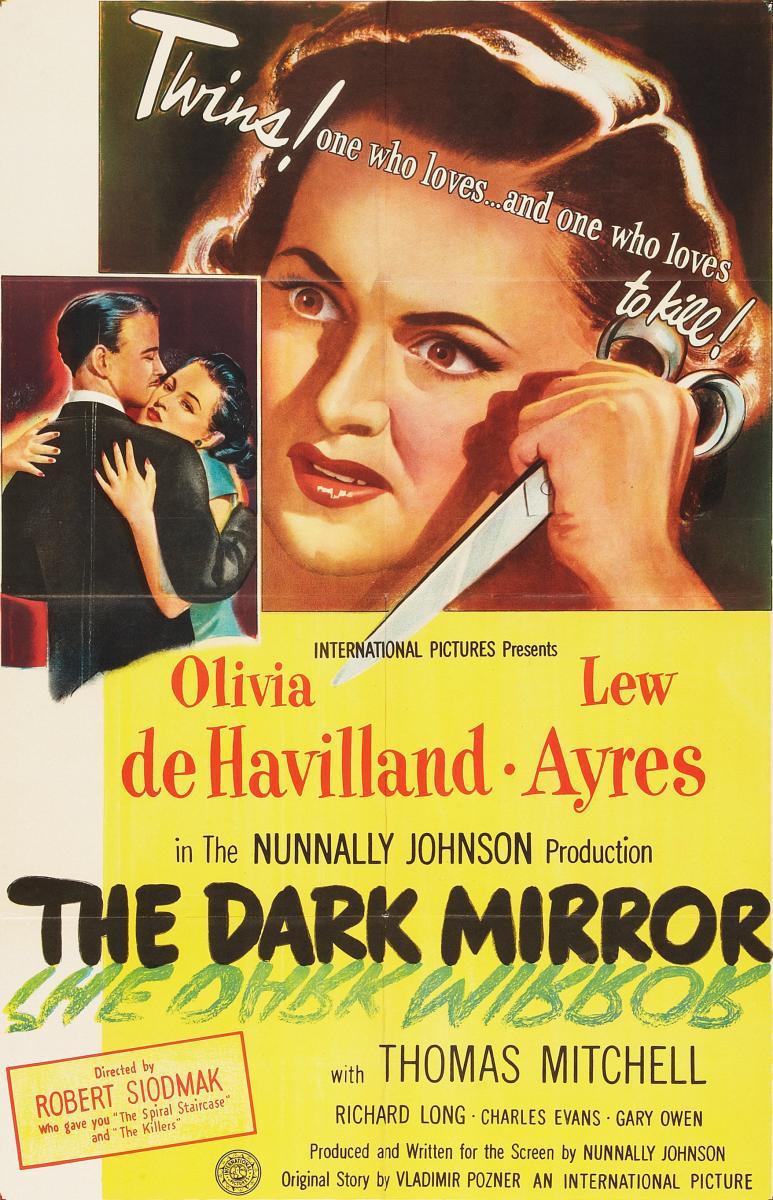 Twins!
one who loves...and one who loves
to kill!
INTERNATIONAL PICTURES Presents
Olivia
de Havilland · 
Lew
Ayres
in The NUNNALLY JOHNSON Production
THE DARK MIRROR
THE DARK MIRROR
Directed by
ROBERT SIODMAK
Who gave you "The Spiral Staircase"
and "The Killers"
with THOMAS MITCHELL
RICHARD LONG · CHARLES EVANS · GARY OWEN
Produced and Written for the Screen by NUNNALLY JOHNSON
Original Story by VLADIMIR POZNER AN INTERNATIONAL PICTURE